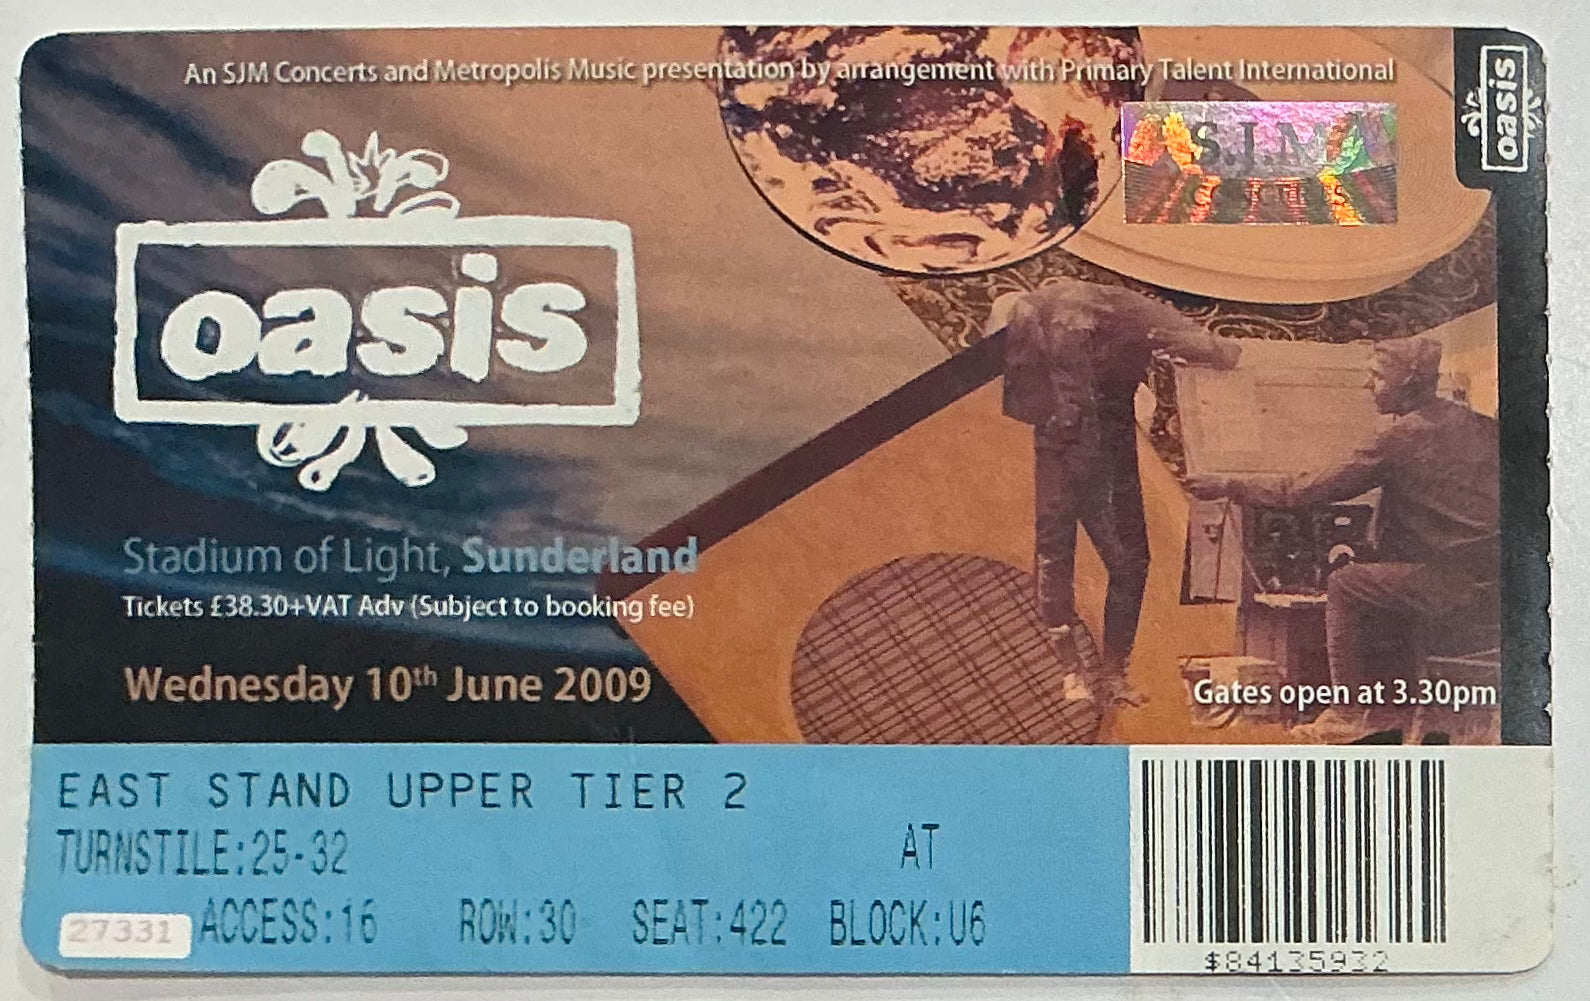 An SJM Concerts and Metropolis Music presentation by arrangement with Primary Talent International
oasis
S.J.M
oasis
Stadium of Light, Sunderland
Tickets £38.30+VAT Adv (Subject to booking fee)
Wednesday 10th June 2009
Gates open at 3.30pm
EAST STAND UPPER TIER 2
TURNSTILE:25-32 AT
27331 ACCESS:16 ROW:30 SEAT:422 BLOCK:U6
$84135932